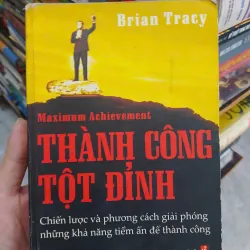 Brian Tracy
Maximum Achievement
THÀNH CÔNG
TỘT ĐỈNH
Chiến lược và phương cách giải phóng
những khả năng tiềm ẩn để thành công